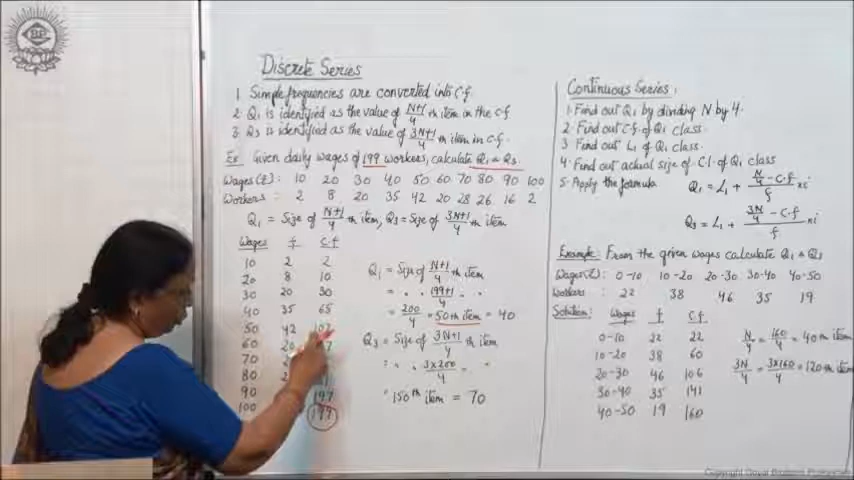 Discrete Series
1 Simple frequencies are converted into C.f.
2 Q1 is identified as the value of N+1/4 th item in the c.f
3. Q3 is identified as the value of 3N+1/4 th item in c.f.
Ex: Given daily wages of 199 workers, calculate Q1 & Q3.
Wages(₹): 10 20 30 40 50 60 70 80 90 100
Workers: 2 8 20 35 42 20 28 26 16 2
Q1 = Size of N+1/4 th item, Q3 = Size of 3N+1/4 th item
Wages f C.f
10 2 2
20 8 10
30 20 30
40 35 65
50 42 107
60 20
70
80
90 197
100 199
Q1 = Size of N+1/4 th item
= " " 199+1/4 " "
= 200/4 = 50th item = 40
Q3 = Size of 3N+1/4 th item
= " " 3x200/4 = "
" 150th item = 70
Continuous Series:
1. Find out Q1 by dividing N by 4.
2. Find out C.f. of Q1 class.
3 Find out L1 of Q1 class.
4. Find out actual size of C.I. of Q1 class
5. Apply the formula Q1 = L1 + N/4 - C.f/f xi
Q3 = L1 + 3N/4 - C.f/f xi
Example: From the given wages calculate Q1 & Q3
Wages(₹): 0-10 10-20 20-30 30-40 40-50
Workers: 22 38 46 35 19
Solution: Wages f C.f
0-10 22 22
10-20 38 60
20-30 46 106
30-40 35 141
40-50 19 160
N/4 = 160/4 = 40th item
3N/4 = 3x160/4 = 120th item